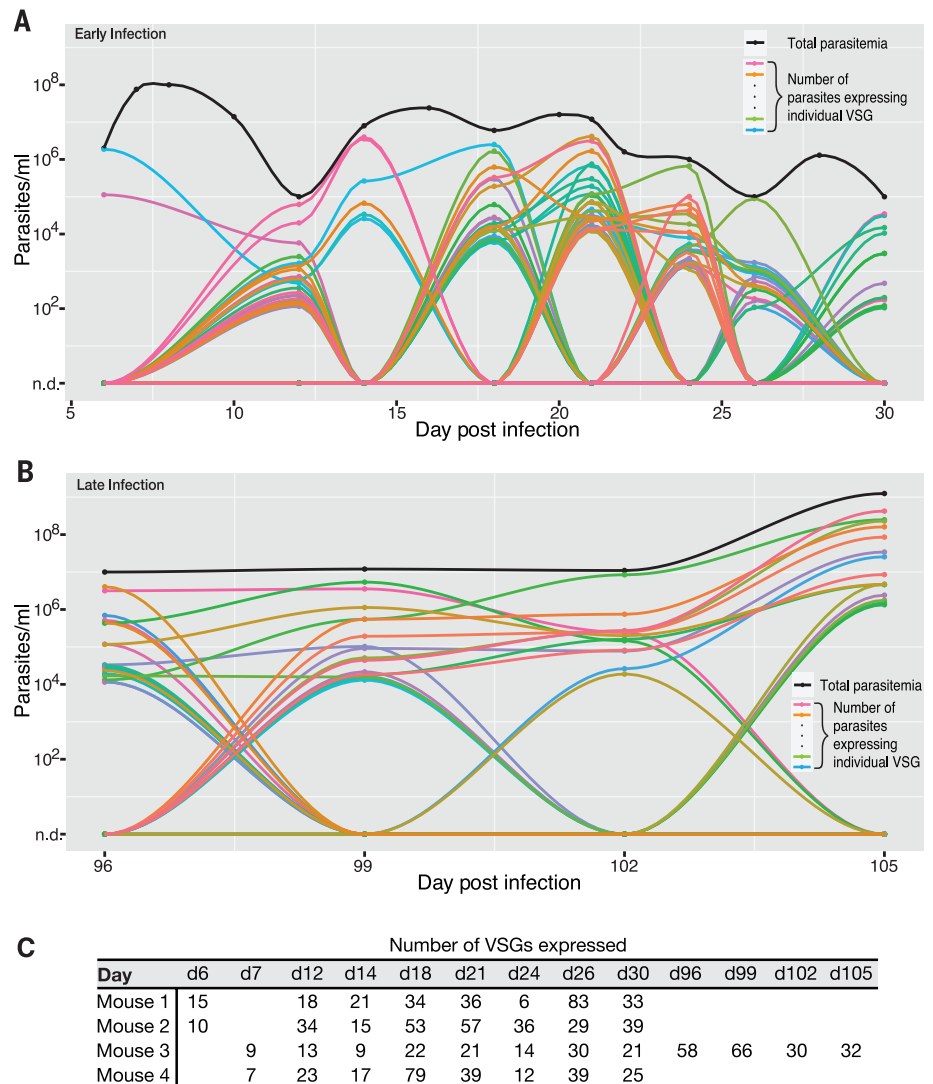 A
Early Infection
Total parasitemia
Number of
parasites expressing
individual VSG
Parasites/ml
10⁸
10⁶
10⁴
10²
n.d.
5 10 15 20 25 30
Day post infection
B
Late Infection
Total parasitemia
Number of
parasites
expressing
individual VSG
Parasites/ml
10⁸
10⁶
10⁴
10²
n.d.
96 99 102 105
Day post infection
C
Number of VSGs expressed
Day d6 d7 d12 d14 d18 d21 d24 d26 d30 d96 d99 d102 d105
Mouse 1 15 18 21 34 36 6 83 33
Mouse 2 10 34 15 53 57 36 29 39
Mouse 3 9 13 9 22 21 14 30 21 58 66 30 32
Mouse 4 7 23 17 79 39 12 39 25